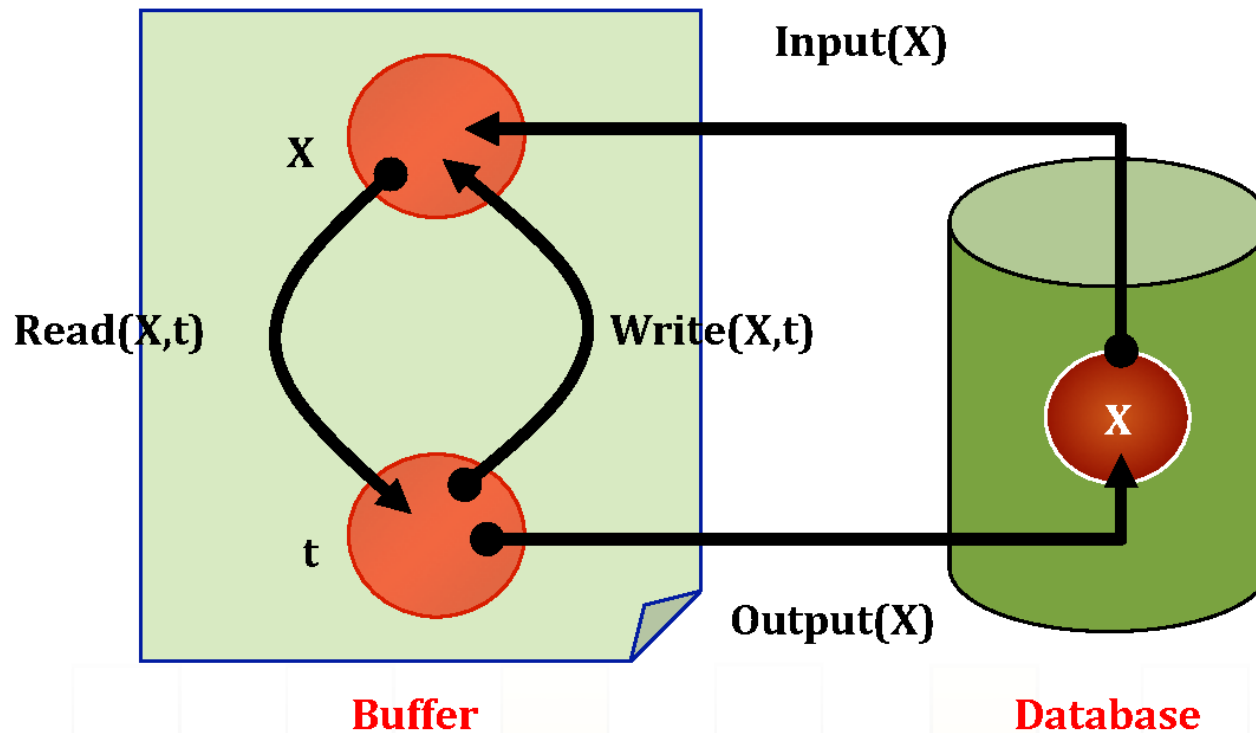 Input(X)
X
Read(X,t)
Write(X,t)
X
t
Output(X)
Buffer
Database